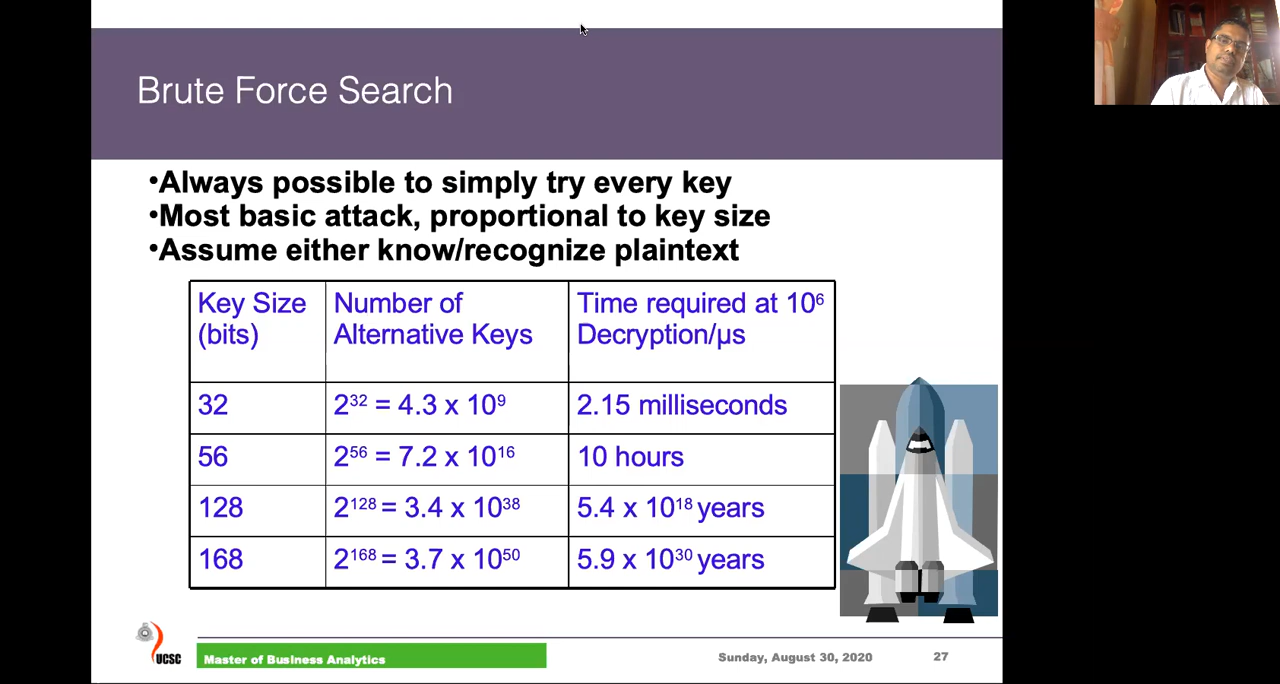 Brute Force Search
•Always possible to simply try every key
•Most basic attack, proportional to key size
•Assume either know/recognize plaintext
Key Size (bits)
Number of Alternative Keys
Time required at 10⁶ Decryption/µs
32
2³² = 4.3 x 10⁹
2.15 milliseconds
56
2⁵⁶ = 7.2 x 10¹⁶
10 hours
128
2¹²⁸ = 3.4 x 10³⁸
5.4 x 10¹⁸ years
168
2¹⁶⁸ = 3.7 x 10⁵⁰
5.9 x 10³⁰ years
UCSC
Master of Business Analytics
Sunday, August 30, 2020
27